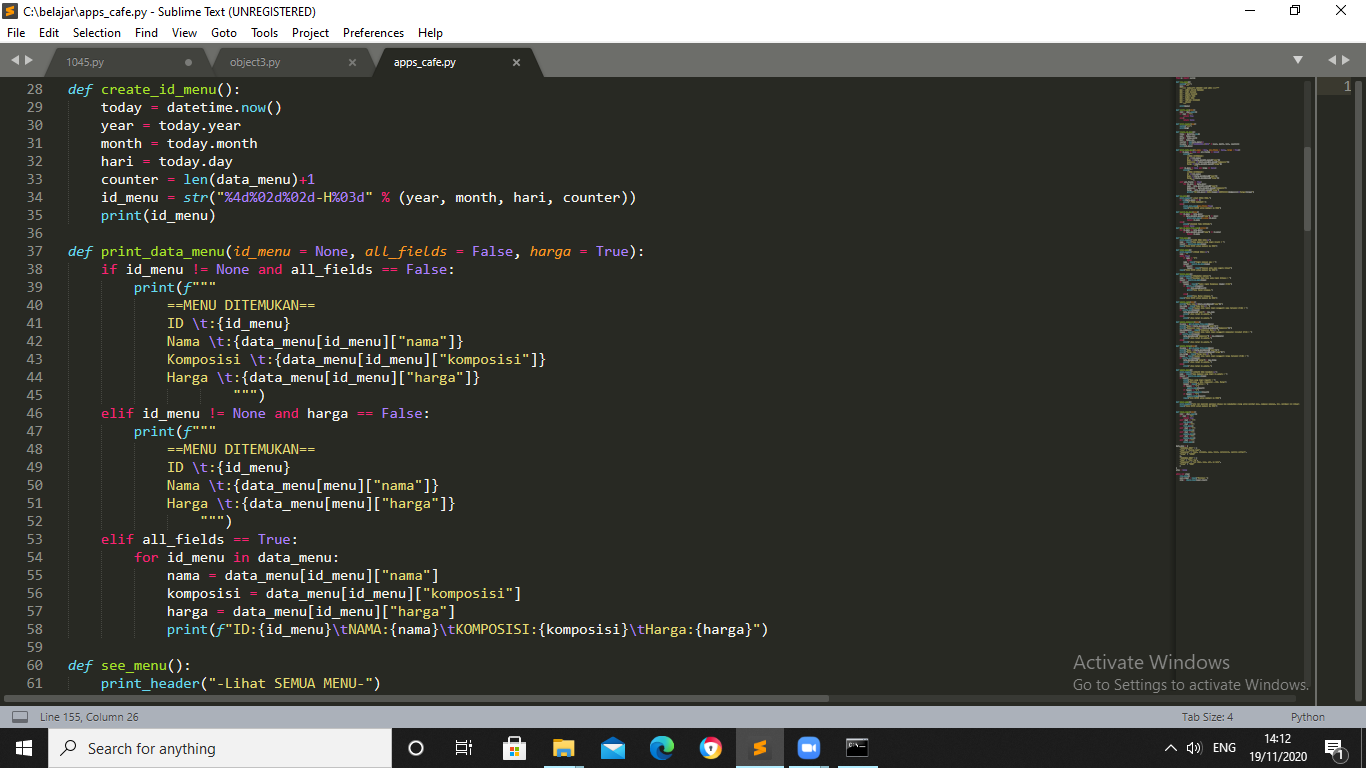 C:\belajar\apps_cafe.py - Sublime Text (UNREGISTERED)
File Edit Selection Find View Goto Tools Project Preferences Help
1045.py object3.py apps_cafe.py
28 def create_id_menu():
29 today = datetime.now()
30 year = today.year
31 month = today.month
32 hari = today.day
33 counter = len(data_menu)+1
34 id_menu = str("%4d%02d%02d-H%03d" % (year, month, hari, counter))
35 print(id_menu)
36
37 def print_data_menu(id_menu = None, all_fields = False, harga = True):
38 if id_menu != None and all_fields == False:
39 print(f"""
40 ==MENU DITEMUKAN==
41 ID \t:{id_menu}
42 Nama \t:{data_menu[id_menu]["nama"]}
43 Komposisi \t:{data_menu[id_menu]["komposisi"]}
44 Harga \t:{data_menu[id_menu]["harga"]}
45 """)
46 elif id_menu != None and harga == False:
47 print(f"""
48 ==MENU DITEMUKAN==
49 ID \t:{id_menu}
50 Nama \t:{data_menu[menu]["nama"]}
51 Harga \t:{data_menu[menu]["harga"]}
52 """)
53 elif all_fields == True:
54 for id_menu in data_menu:
55 nama = data_menu[id_menu]["nama"]
56 komposisi = data_menu[id_menu]["komposisi"]
57 harga = data_menu[id_menu]["harga"]
58 print(f"ID:{id_menu}\tNAMA:{nama}\tKOMPOSISI:{komposisi}\tHarga:{harga}")
59
60 def see_menu():
61 print_header("-Lihat SEMUA MENU-")
1
Activate Windows
Go to Settings to activate Windows.
Line 155, Column 26 Tab Size: 4 Python
Search for anything
ENG
14:12
19/11/2020
1